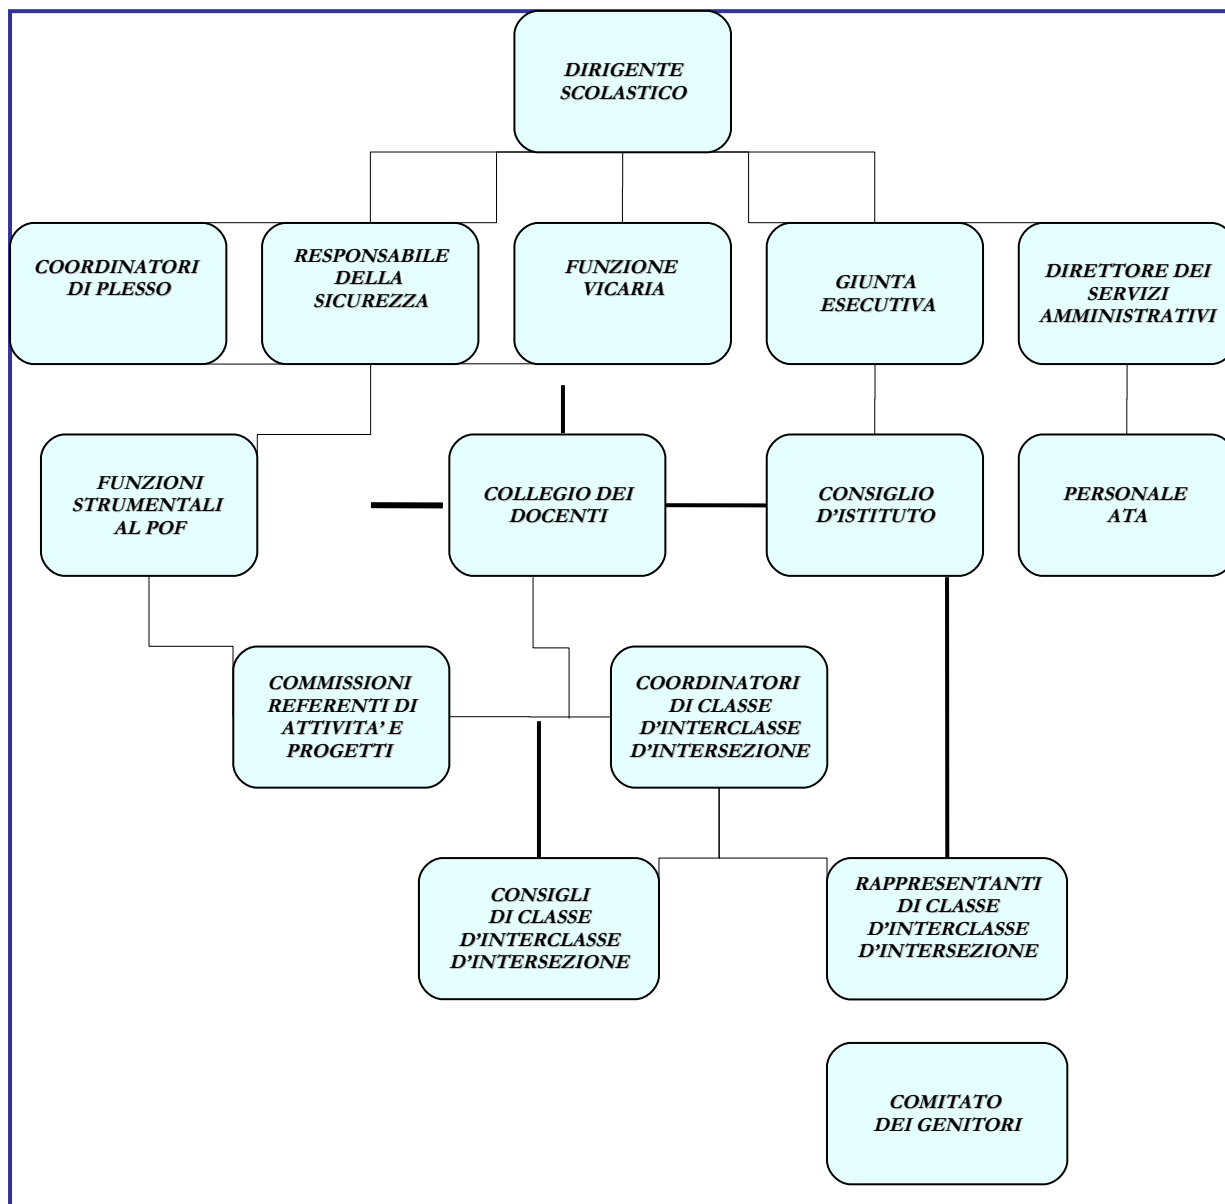 DIRIGENTE
SCOLASTICO
COORDINATORI
DI PLESSO
RESPONSABILE
DELLA
SICUREZZA
FUNZIONE
VICARIA
GIUNTA
ESECUTIVA
DIRETTORE DEI
SERVIZI
AMMINISTRATIVI
FUNZIONI
STRUMENTALI
AL POF
COLLEGIO DEI
DOCENTI
CONSIGLIO
D'ISTITUTO
PERSONALE
ATA
COMMISSIONI
REFERENTI DI
ATTIVITA' E
PROGETTI
COORDINATORI
DI CLASSE
D'INTERCLASSE
D'INTERSEZIONE
CONSIGLI
DI CLASSE
D'INTERCLASSE
D'INTERSEZIONE
RAPPRESENTANTI
DI CLASSE
D'INTERCLASSE
D'INTERSEZIONE
COMITATO
DEI GENITORI